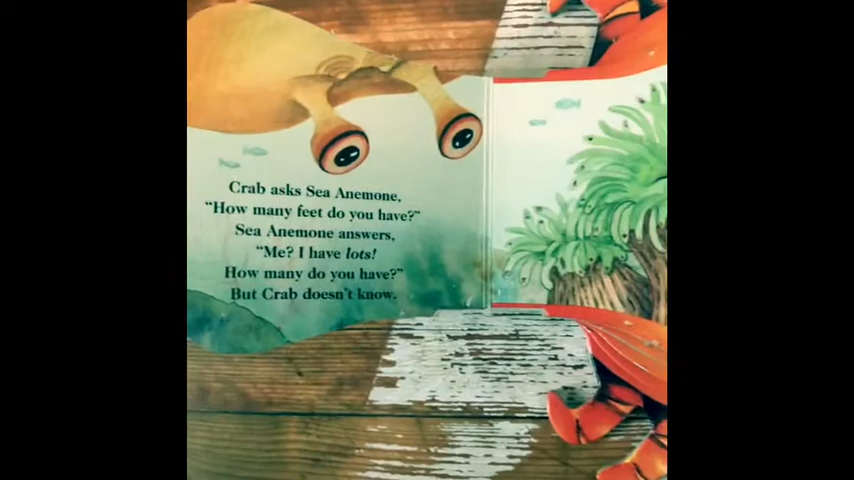 Crab asks Sea Anemone,
“How many feet do you have?”
Sea Anemone answers,
“Me? I have lots!
How many do you have?”
But Crab doesn’t know.